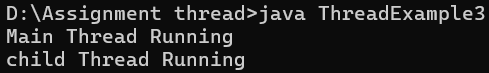 D:\Assignment thread>java ThreadExample3
Main Thread Running
child Thread Running